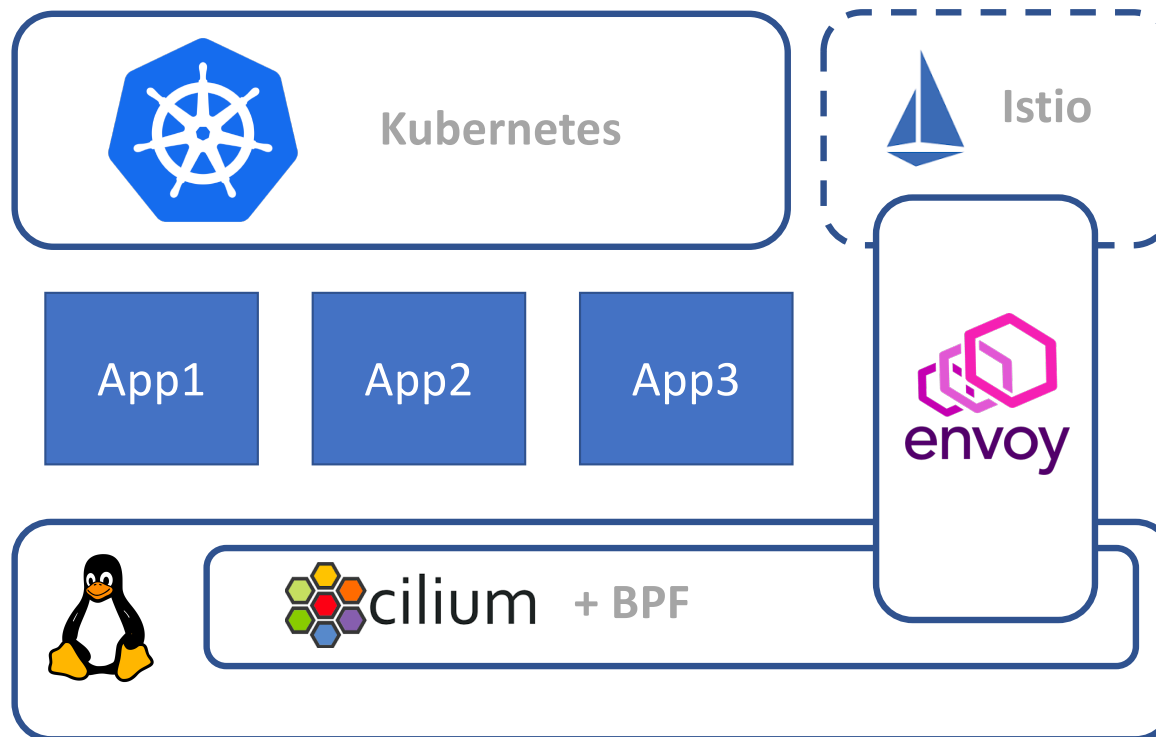 Kubernetes
Istio
App1
App2
App3
envoy
cilium + BPF